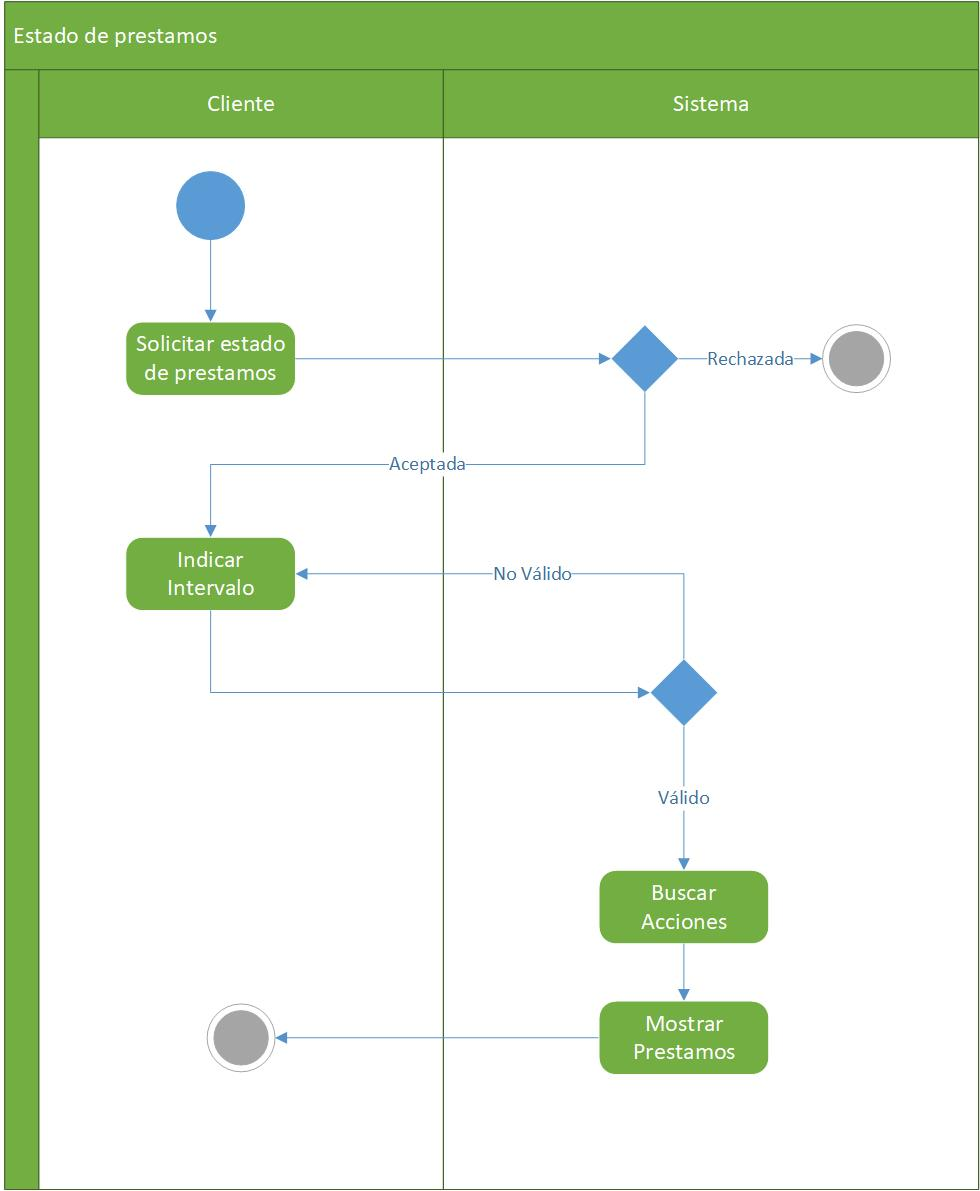 Estado de prestamos
Cliente
Sistema
Solicitar estado
de prestamos
Rechazada
Aceptada
Indicar
Intervalo
No Válido
Válido
Buscar
Acciones
Mostrar
Prestamos